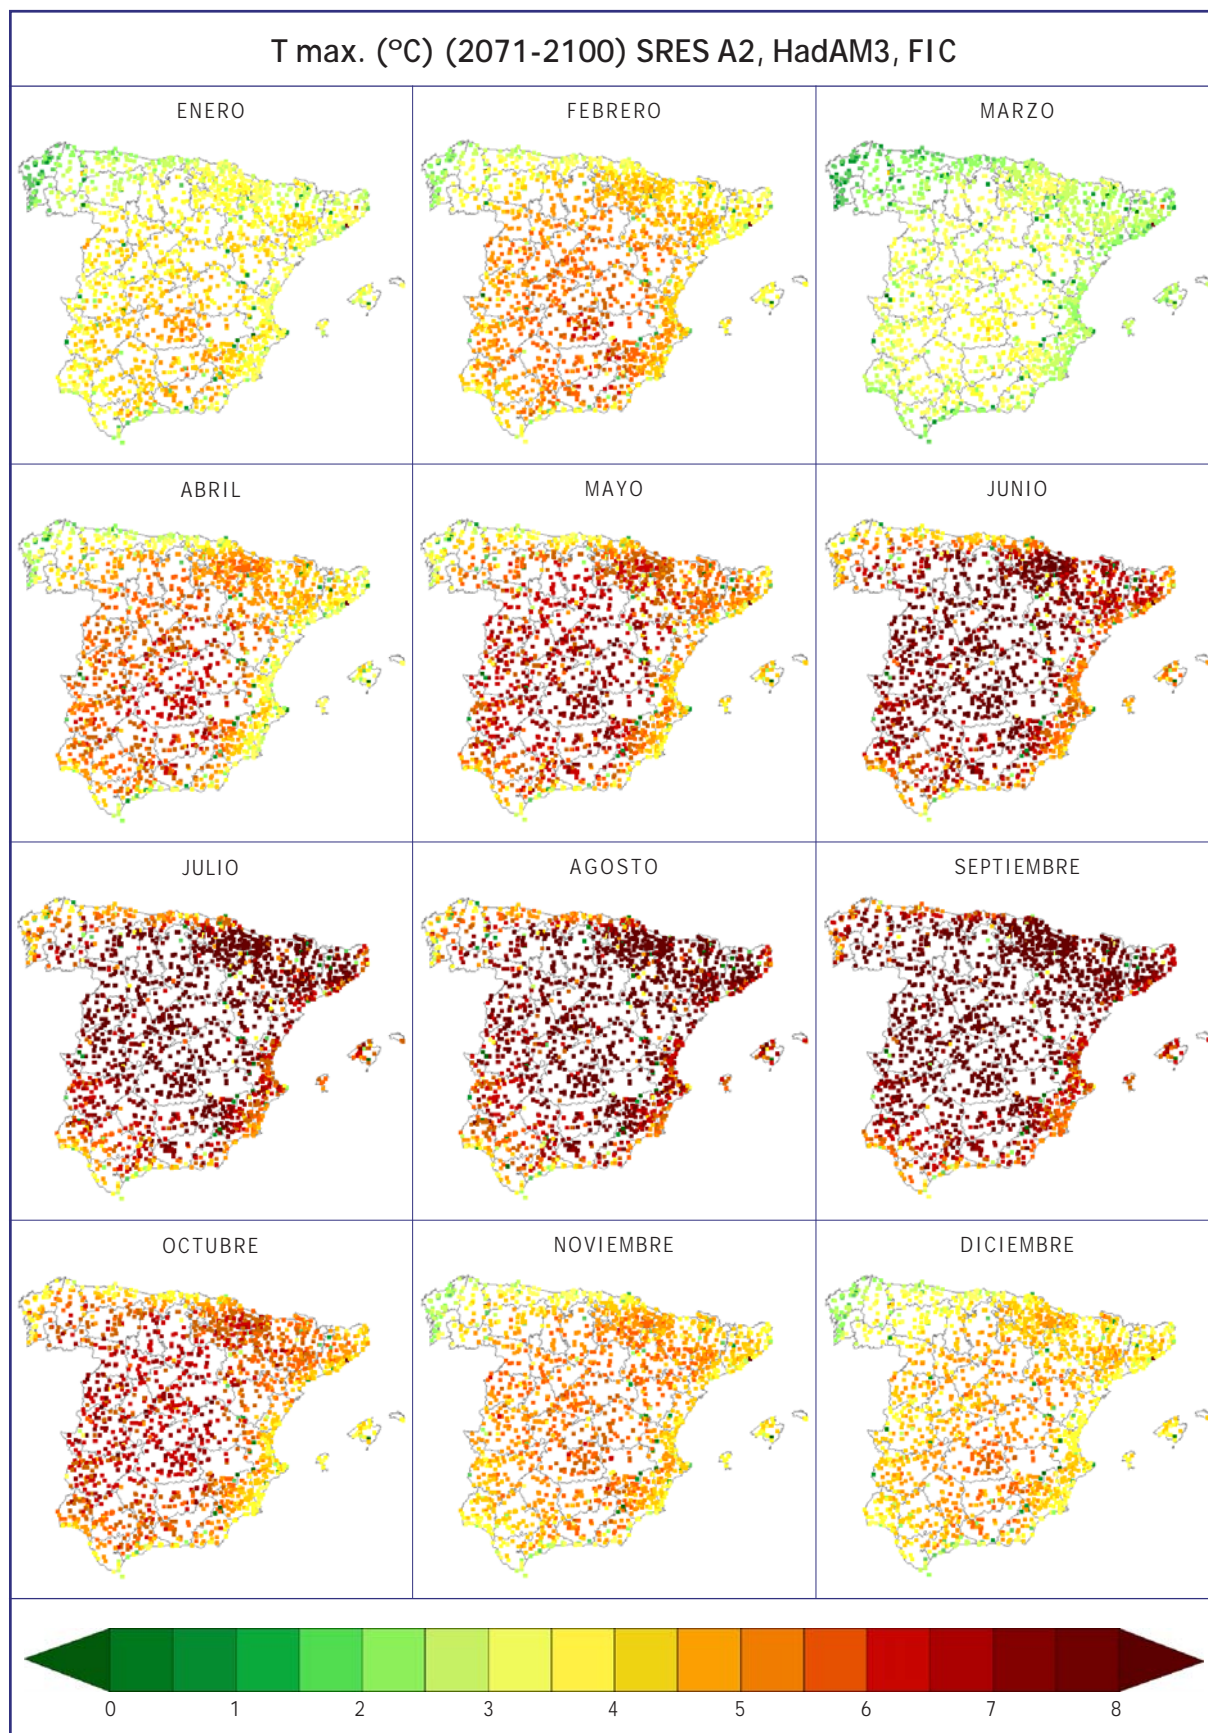 T max. (ºC) (2071-2100) SRES A2, HadAM3, FIC
ENERO
FEBRERO
MARZO
ABRIL
MAYO
JUNIO
JULIO
AGOSTO
SEPTIEMBRE
OCTUBRE
NOVIEMBRE
DICIEMBRE
0 1 2 3 4 5 6 7 8